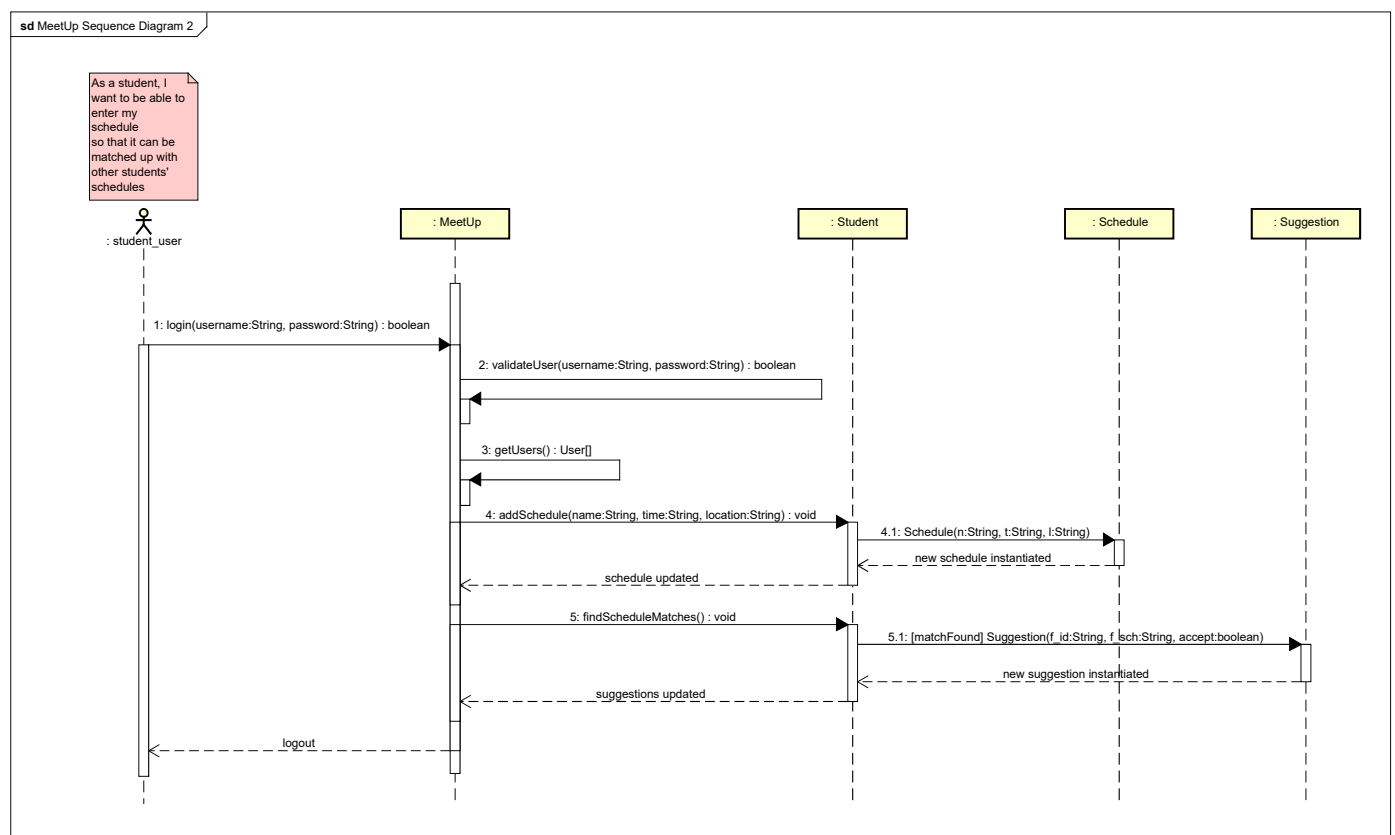 sd MeetUp Sequence Diagram 2
As a student, I
want to be able to
enter my
schedule
so that it can be
matched up with
other students'
schedules
: student_user
: MeetUp
: Student
: Schedule
: Suggestion
1: login(username:String, password:String) : boolean
2: validateUser(username:String, password:String) : boolean
3: getUsers() : User[]
4: addSchedule(name:String, time:String, location:String) : void
4.1: Schedule(n:String, t:String, l:String)
new schedule instantiated
schedule updated
5: findScheduleMatches() : void
5.1: [matchFound] Suggestion(f_id:String, f_sch:String, accept:boolean)
new suggestion instantiated
suggestions updated
logout